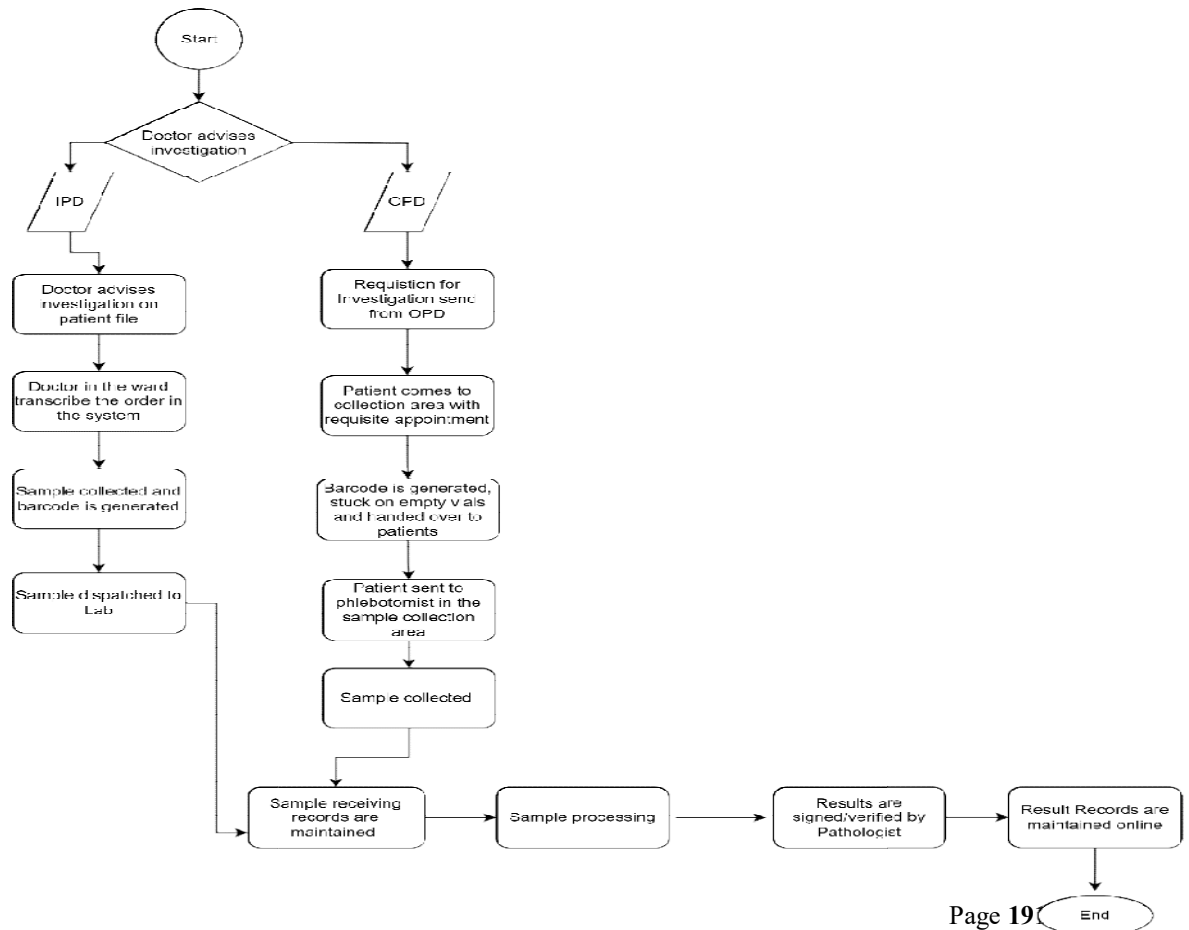 Start
Doctor advises
investigation
IPD
OPD
Doctor advises
investigation on
patient file
Doctor in the ward
transcribe the order in
the system
Sample collected and
barcode is generated
Sample dispatched to
Lab
Requistion for
Investigation send
from OPD
Patient comes to
collection area with
requisite appointment
Barcode is generated,
stuck on empty vials
and handed over to
patients
Patient sent to
phlebotomist in the
sample collection
area
Sample collected
Sample receiving
records are
maintained
Sample processing
Results are
signed/verified by
Pathologist
Result Records are
maintained online
End
Page